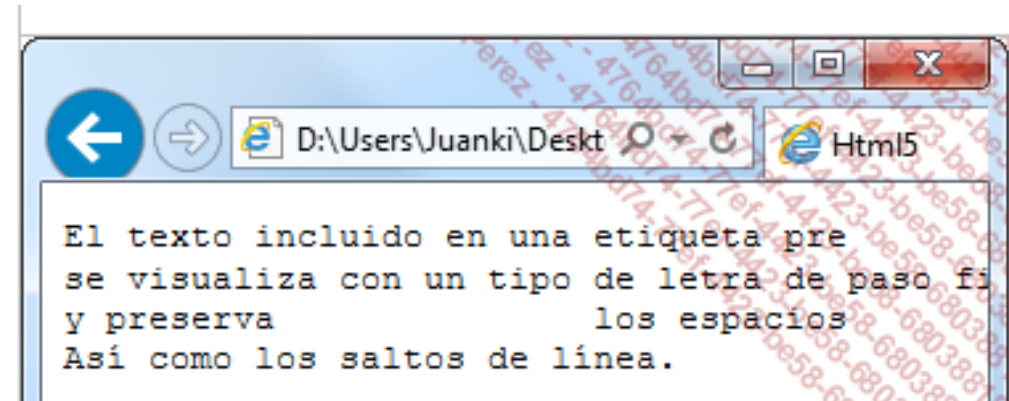 D:\Users\Juanki\Deskt
Html5
El texto incluido en una etiqueta pre
se visualiza con un tipo de letra de paso fi
y preserva               los espacios
Así como los saltos de línea.